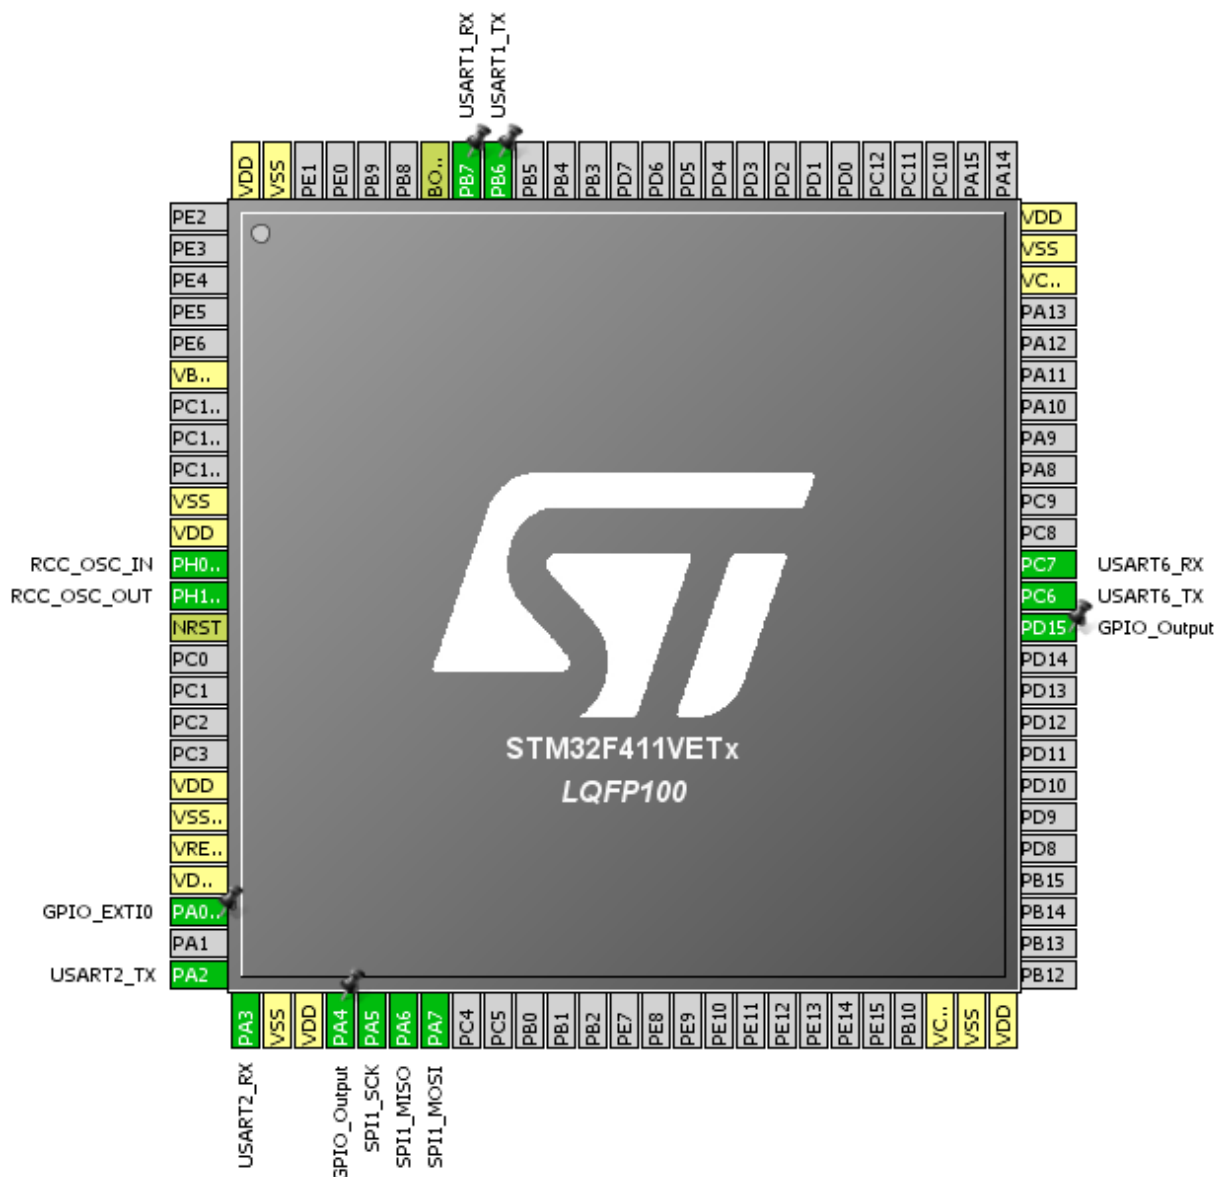 USART1_RX
USART1_TX
VDD
VSS
PE1
PE0
PB9
PB8
BO..
PB7
PB6
PB5
PB4
PB3
PD7
PD6
PD5
PD4
PD3
PD2
PD1
PD0
PC12
PC11
PC10
PA15
PA14
PE2
PE3
PE4
PE5
PE6
VB..
PC1..
PC1..
PC1..
VSS
VDD
RCC_OSC_IN PH0..
RCC_OSC_OUT PH1..
NRST
PC0
PC1
PC2
PC3
VDD
VSS..
VRE..
VD..
GPIO_EXTI0 PA0..
PA1
USART2_TX PA2
STM32F411VETx
LQFP100
VDD
VSS
VC..
PA13
PA12
PA11
PA10
PA9
PA8
PC9
PC8
PC7 USART6_RX
PC6 USART6_TX
PD15 GPIO_Output
PD14
PD13
PD12
PD11
PD10
PD9
PD8
PB15
PB14
PB13
PB12
PA3
VSS
VDD
PA4
PA5
PA6
PA7
PC4
PC5
PB0
PB1
PB2
PE7
PE8
PE9
PE10
PE11
PE12
PE13
PE14
PE15
PB10
VC..
VSS
VDD
USART2_RX
GPIO_Output
SPI1_SCK
SPI1_MISO
SPI1_MOSI